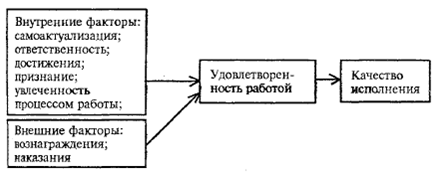 Внутренние факторы:
самоактуализация;
ответственность;
достижения;
признание;
увлеченность
процессом работы;
Внешние факторы:
вознаграждения;
наказания
Удовлетворен-
ность работой
Качество
исполнения